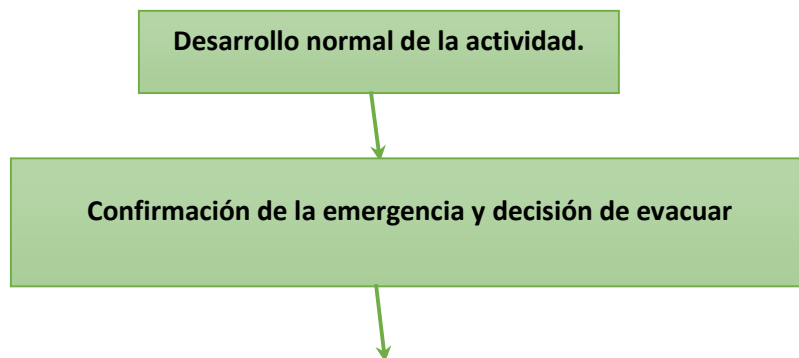 Desarrollo normal de la actividad.
Confirmación de la emergencia y decisión de evacuar